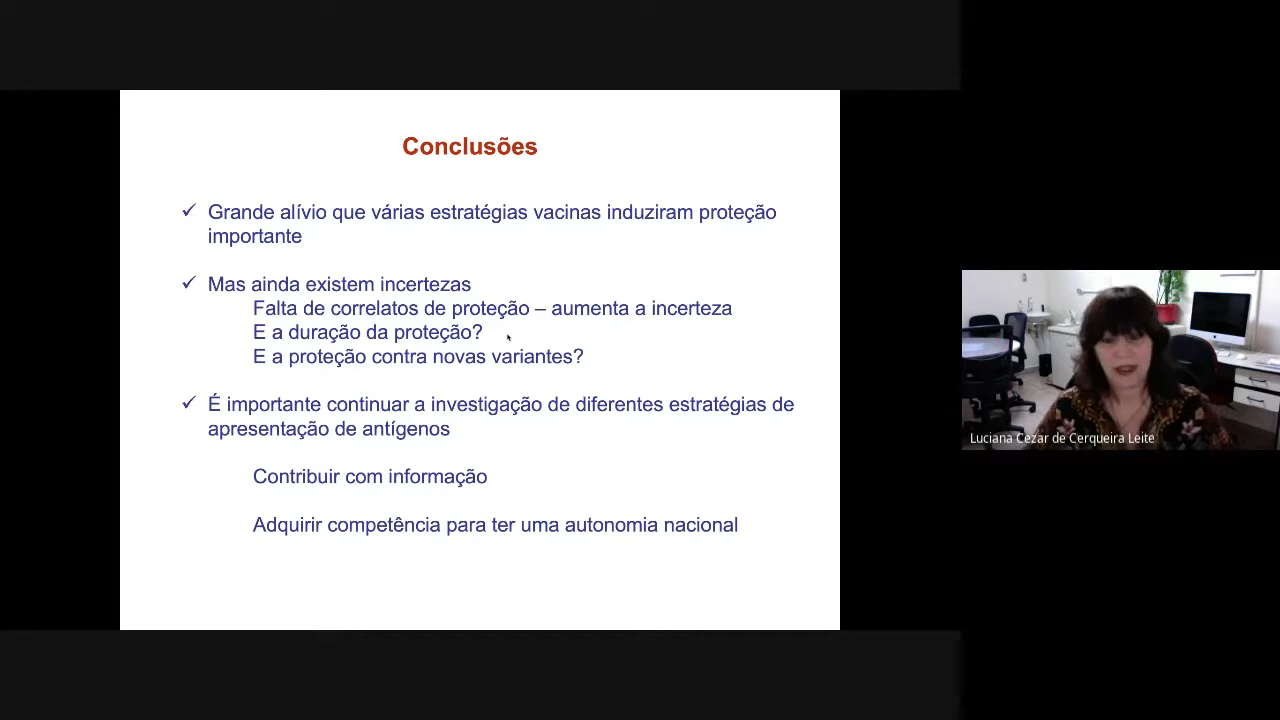 Conclusões
✓ Grande alívio que várias estratégias vacinas induziram proteção
importante
✓ Mas ainda existem incertezas
Falta de correlatos de proteção – aumenta a incerteza
E a duração da proteção?
E a proteção contra novas variantes?
✓ É importante continuar a investigação de diferentes estratégias de
apresentação de antígenos
Contribuir com informação
Adquirir competência para ter uma autonomia nacional
Luciana Cezar de Cerqueira Leite